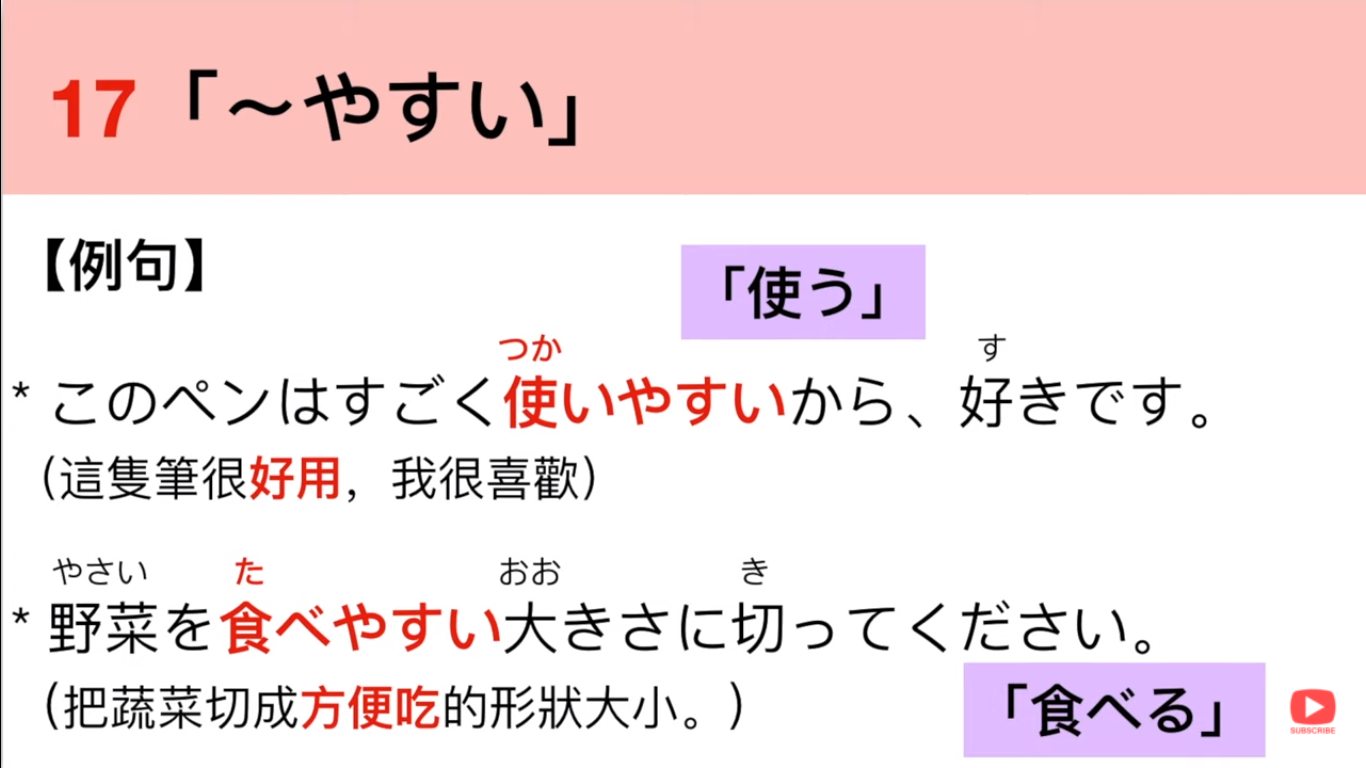 17「～やすい」
【例句】
「使う」
つか
す
* このペンはすごく使いやすいから、好きです。
（這隻筆很好用，我很喜歡）
やさい
た
おお
き
* 野菜を食べやすい大きさに切ってください。
（把蔬菜切成方便吃的形狀大小。）
「食べる」
SUBSCRIBE